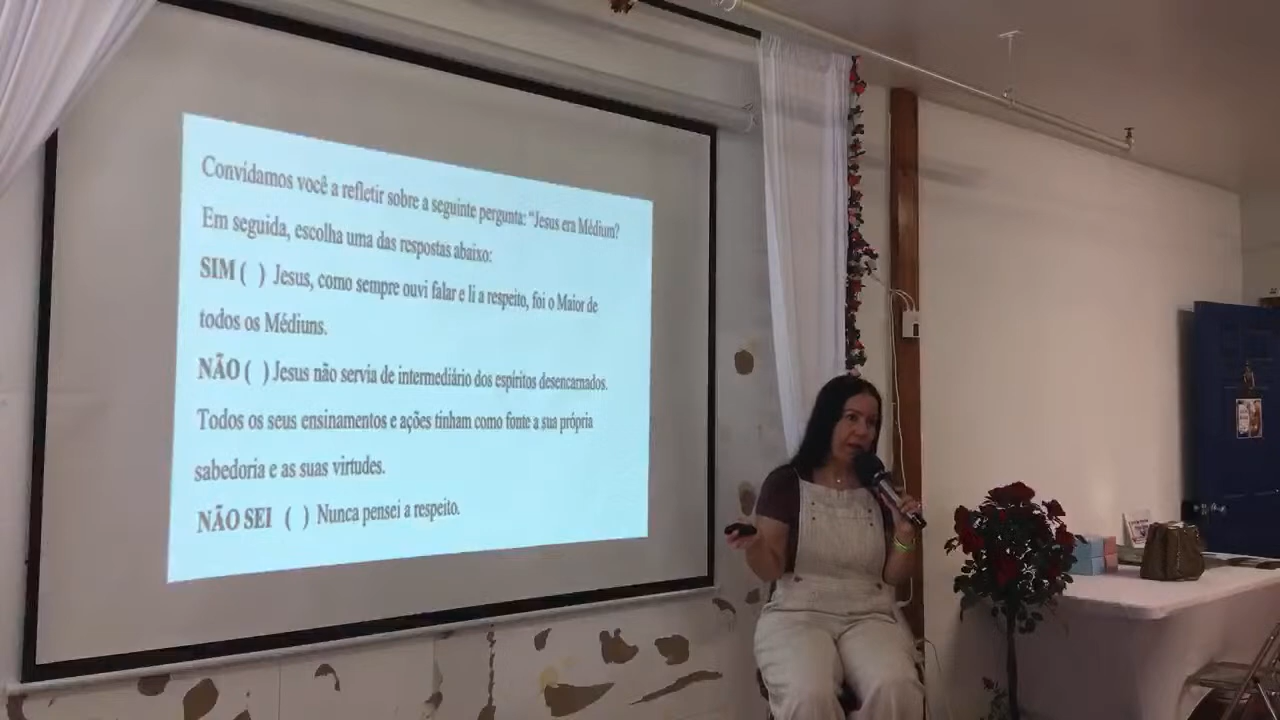 Convidamos você a refletir sobre a seguinte pergunta: “Jesus era Médium?
Em seguida, escolha uma das respostas abaixo:
SIM ( ) Jesus, como sempre ouvi falar e li a respeito, foi o Maior de
todos os Médiuns.
NÃO ( ) Jesus não servia de intermediário dos espíritos desencarnados.
Todos os seus ensinamentos e ações tinham como fonte a sua própria
sabedoria e as suas virtudes.
NÃO SEI ( ) Nunca pensei a respeito.